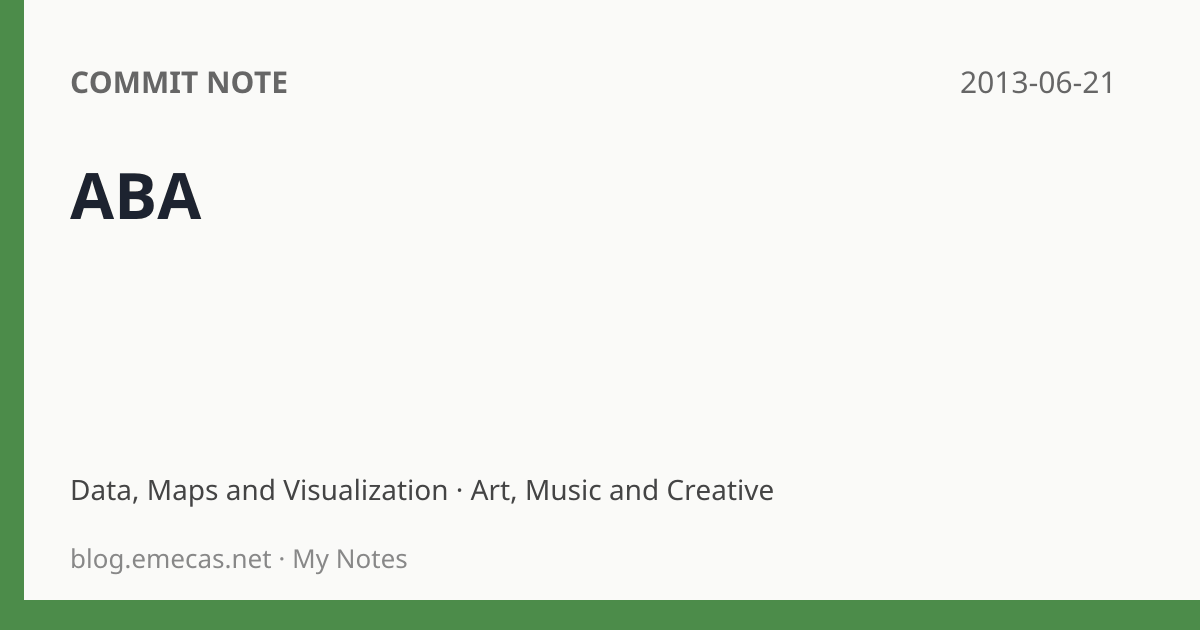 COMMIT NOTE
2013-06-21
ABA
Data, Maps and Visualization · Art, Music and Creative
blog.emecas.net · My Notes